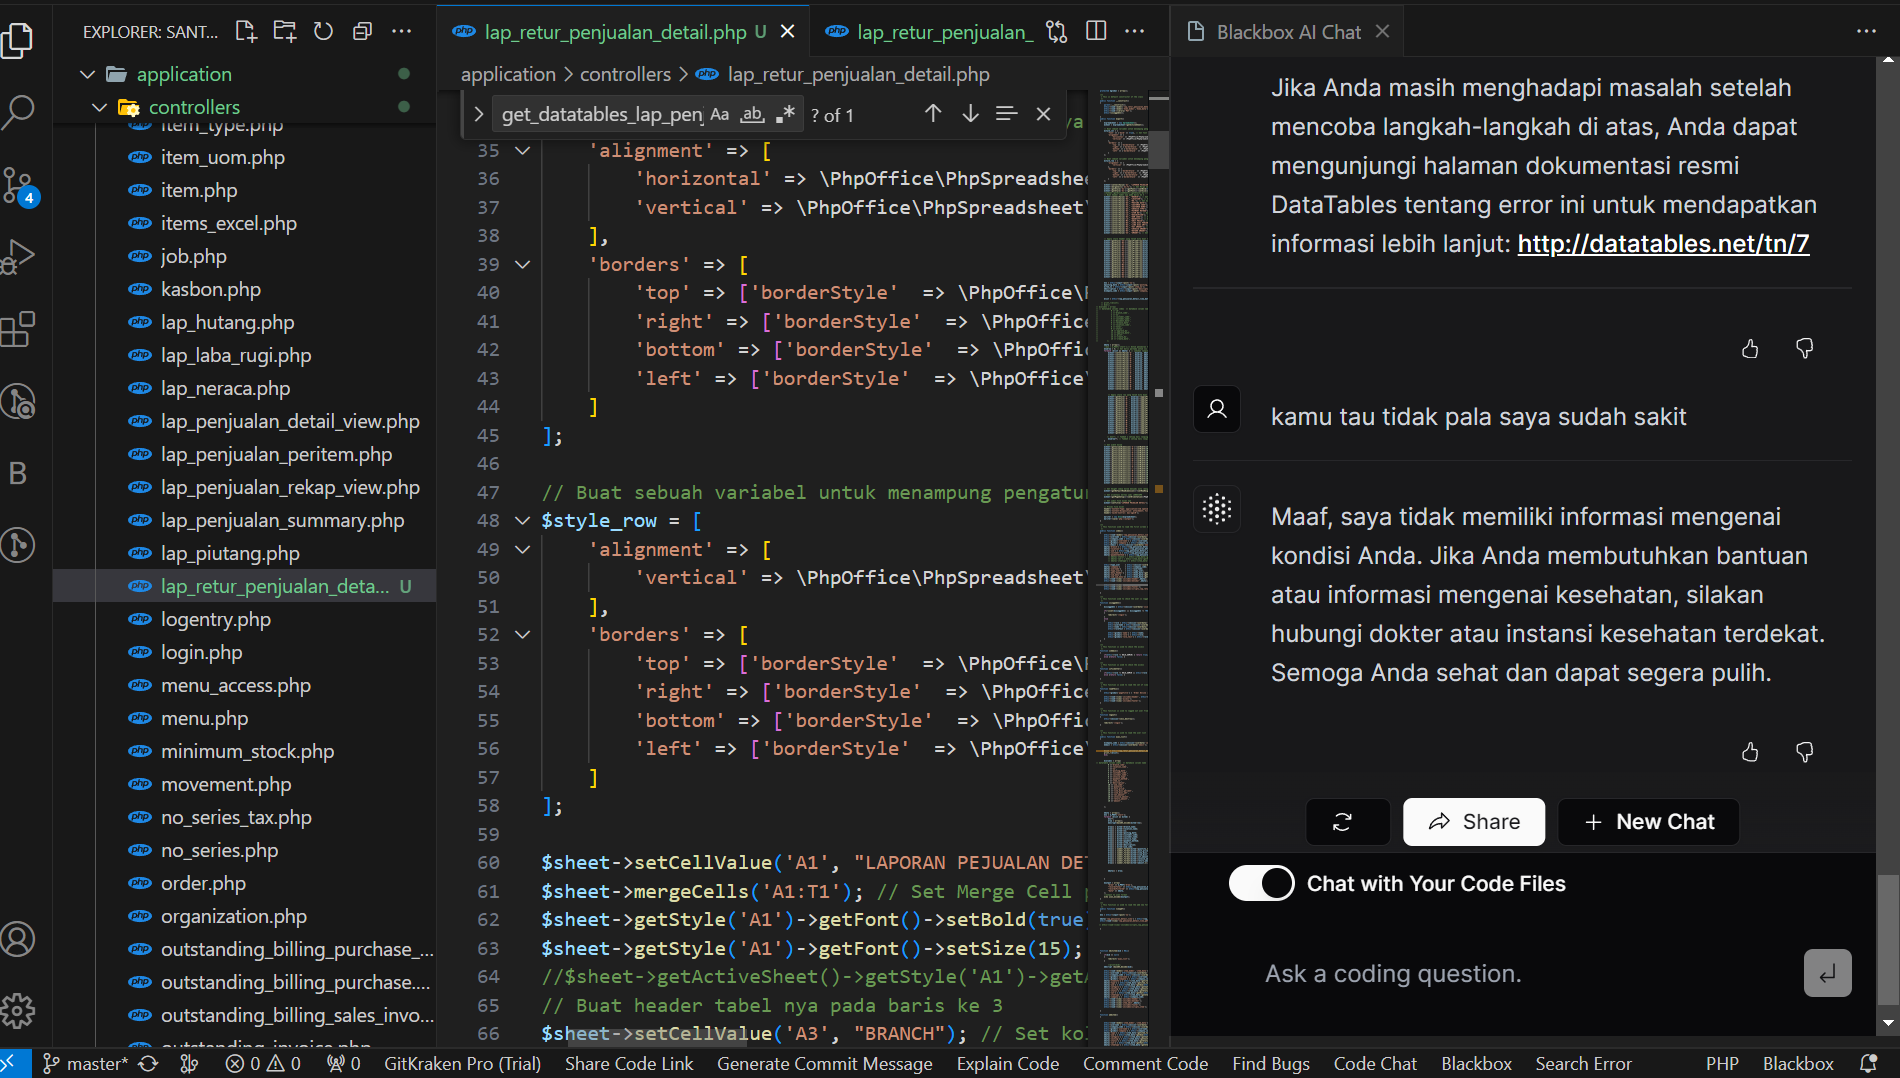 EXPLORER: SANT...
application
controllers
item_type.php
item_uom.php
item.php
items_excel.php
job.php
kasbon.php
lap_hutang.php
lap_laba_rugi.php
lap_neraca.php
lap_penjualan_detail_view.php
lap_penjualan_peritem.php
lap_penjualan_rekap_view.php
lap_penjualan_summary.php
lap_piutang.php
lap_retur_penjualan_deta... U
logentry.php
login.php
menu_access.php
menu.php
minimum_stock.php
movement.php
no_series_tax.php
no_series.php
order.php
organization.php
outstanding_billing_purchase_...
outstanding_billing_purchase....
outstanding_billing_sales_invo...
outstanding_invoice.php
4
B
lap_retur_penjualan_detail.php U
lap_retur_penjualan_
application > controllers > lap_retur_penjualan_detail.php
get_datatables_lap_penj Aa ab .* ? of 1
35 'alignment' => [
36 'horizontal' => \PhpOffice\PhpSpreadshee
37 'vertical' => \PhpOffice\PhpSpreadsheet\
38 ],
39 'borders' => [
40 'top' => ['borderStyle' => \PhpOffice\P
41 'right' => ['borderStyle' => \PhpOffice
42 'bottom' => ['borderStyle' => \PhpOffic
43 'left' => ['borderStyle' => \PhpOffice\
44 ]
45 ];
46
47 // Buat sebuah variabel untuk menampung pengatur
48 $style_row = [
49 'alignment' => [
50 'vertical' => \PhpOffice\PhpSpreadsheet\
51 ],
52 'borders' => [
53 'top' => ['borderStyle' => \PhpOffice\P
54 'right' => ['borderStyle' => \PhpOffice
55 'bottom' => ['borderStyle' => \PhpOffic
56 'left' => ['borderStyle' => \PhpOffice\
57 ]
58 ];
59
60 $sheet->setCellValue('A1', "LAPORAN PEJUALAN DET
61 $sheet->mergeCells('A1:T1'); // Set Merge Cell p
62 $sheet->getStyle('A1')->getFont()->setBold(true)
63 $sheet->getStyle('A1')->getFont()->setSize(15);
64 //$sheet->getActiveSheet()->getStyle('A1')->getA
65 // Buat header tabel nya pada baris ke 3
66 $sheet->setCellValue('A3', "BRANCH"); // Set kol
Blackbox AI Chat
Jika Anda masih menghadapi masalah setelah
mencoba langkah-langkah di atas, Anda dapat
mengunjungi halaman dokumentasi resmi
DataTables tentang error ini untuk mendapatkan
informasi lebih lanjut: http://datatables.net/tn/7
kamu tau tidak pala saya sudah sakit
Maaf, saya tidak memiliki informasi mengenai
kondisi Anda. Jika Anda membutuhkan bantuan
atau informasi mengenai kesehatan, silakan
hubungi dokter atau instansi kesehatan terdekat.
Semoga Anda sehat dan dapat segera pulih.
Share
+ New Chat
Chat with Your Code Files
Ask a coding question.
master* 0 0 0 GitKraken Pro (Trial) Share Code Link Generate Commit Message Explain Code Comment Code Find Bugs Code Chat Blackbox Search Error PHP Blackbox